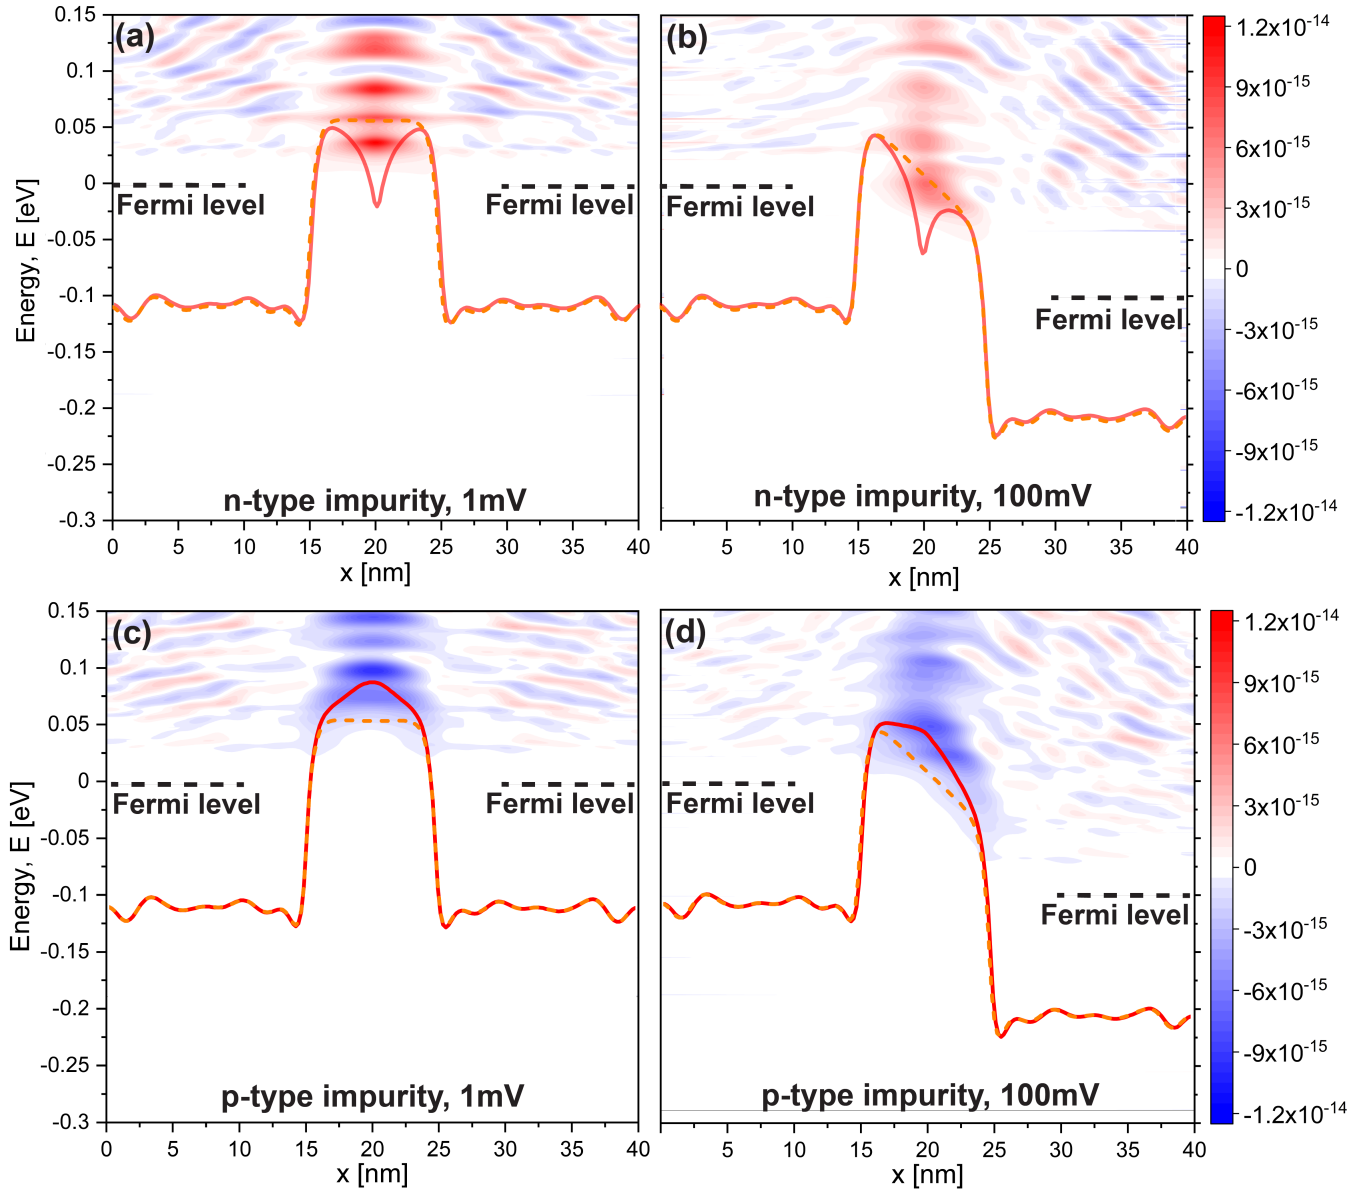 (a)
0.15
0.1
0.05
0
-0.05
-0.1
-0.15
-0.2
-0.25
-0.3
Energy, E [eV]
Fermi level
Fermi level
n-type impurity, 1mV
0 5 10 15 20 25 30 35 40
x [nm]
(b)
Fermi level
Fermi level
n-type impurity, 100mV
5 10 15 20 25 30 35 40
x [nm]
1.2x10⁻¹⁴
9x10⁻¹⁵
6x10⁻¹⁵
3x10⁻¹⁵
0
-3x10⁻¹⁵
-6x10⁻¹⁵
-9x10⁻¹⁵
-1.2x10⁻¹⁴
(c)
0.15
0.1
0.05
0
-0.05
-0.1
-0.15
-0.2
-0.25
-0.3
Energy, E [eV]
Fermi level
Fermi level
p-type impurity, 1mV
0 5 10 15 20 25 30 35 40
x [nm]
(d)
Fermi level
Fermi level
p-type impurity, 100mV
5 10 15 20 25 30 35 40
x [nm]
1.2x10⁻¹⁴
9x10⁻¹⁵
6x10⁻¹⁵
3x10⁻¹⁵
0
-3x10⁻¹⁵
-6x10⁻¹⁵
-9x10⁻¹⁵
-1.2x10⁻¹⁴